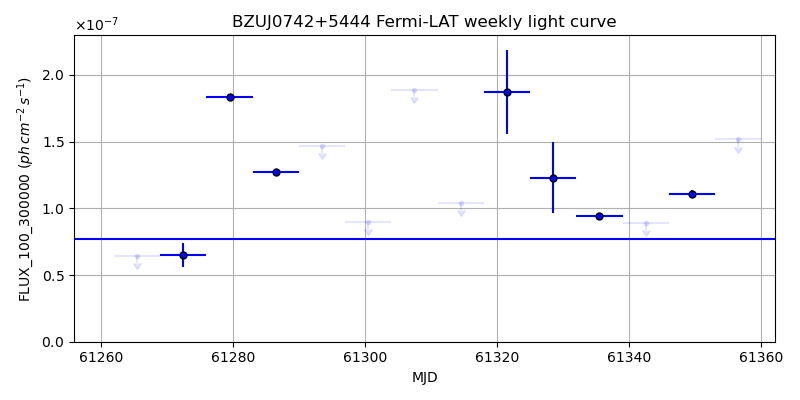 BZUJ0742+5444 Fermi-LAT weekly light curve
×10⁻⁷
FLUX_100_300000 (ph cm⁻² s⁻¹)
2.0
1.5
1.0
0.5
0.0
61260 61280 61300 61320 61340 61360
MJD